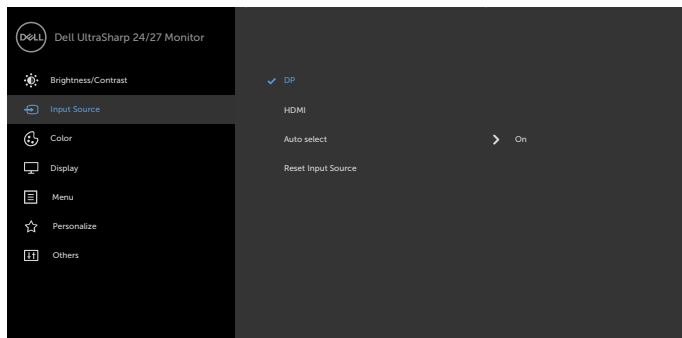 DELL Dell UltraSharp 24/27 Monitor
Brightness/Contrast
DP
Input Source
HDMI
Color
Auto select On
Display
Reset Input Source
Menu
Personalize
Others